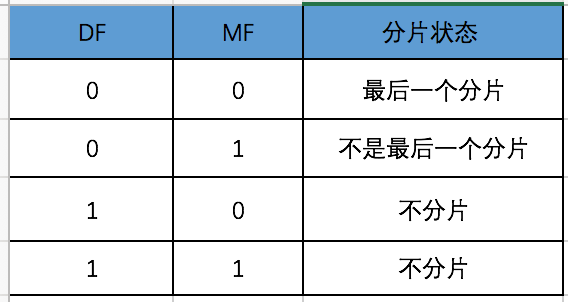 DF MF 分片状态
0 0 最后一个分片
0 1 不是最后一个分片
1 0 不分片
1 1 不分片